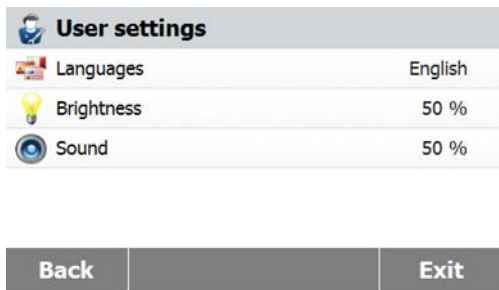 User settings
Languages English
Brightness 50 %
Sound 50 %
Back Exit